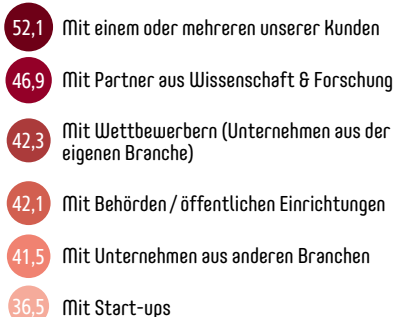 52,1 Mit einem oder mehreren unserer Kunden
46,9 Mit Partner aus Wissenschaft & Forschung
42,3 Mit Wettbewerbern (Unternehmen aus der
eigenen Branche)
42,1 Mit Behörden / öffentlichen Einrichtungen
41,5 Mit Unternehmen aus anderen Branchen
36,5 Mit Start-ups